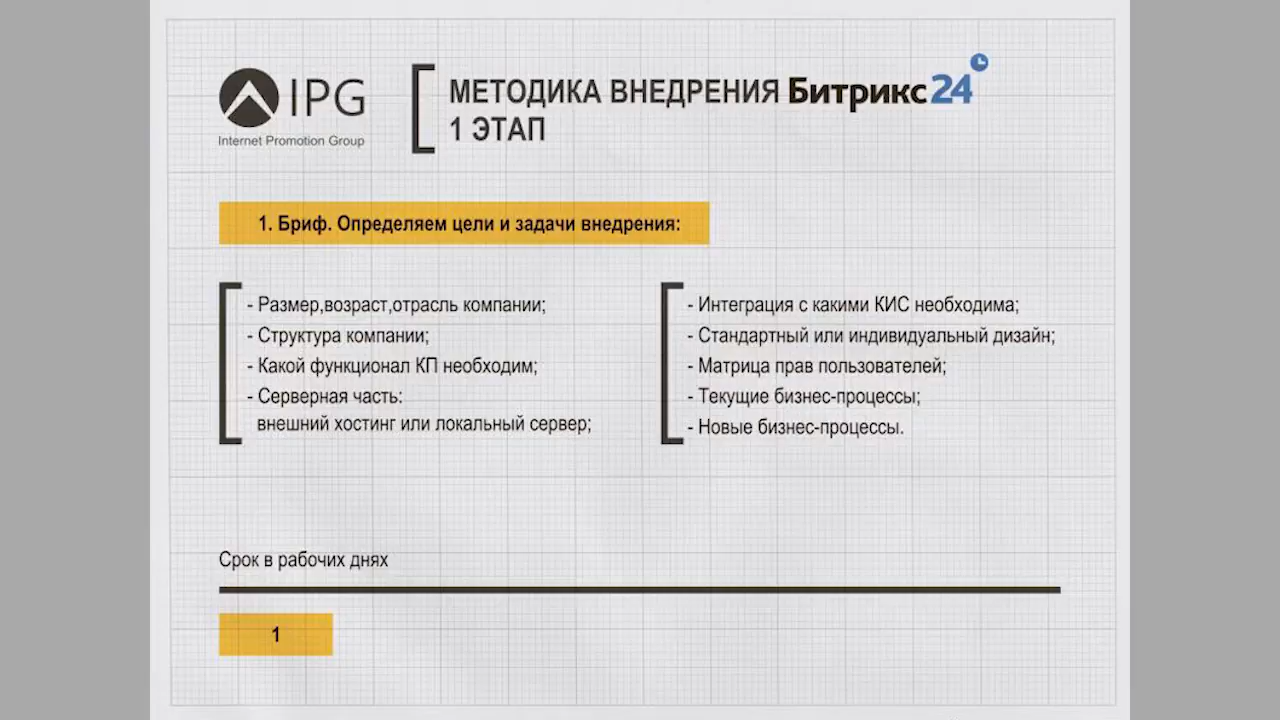 IPG
Internet Promotion Group
МЕТОДИКА ВНЕДРЕНИЯ Битрикс24
1 ЭТАП
1. Бриф. Определяем цели и задачи внедрения:
- Размер,возраст,отрасль компании;
- Структура компании;
- Какой функционал КП необходим;
- Серверная часть:
внешний хостинг или локальный сервер;
- Интеграция с какими КИС необходима;
- Стандартный или индивидуальный дизайн;
- Матрица прав пользователей;
- Текущие бизнес-процессы;
- Новые бизнес-процессы.
Срок в рабочих днях
1